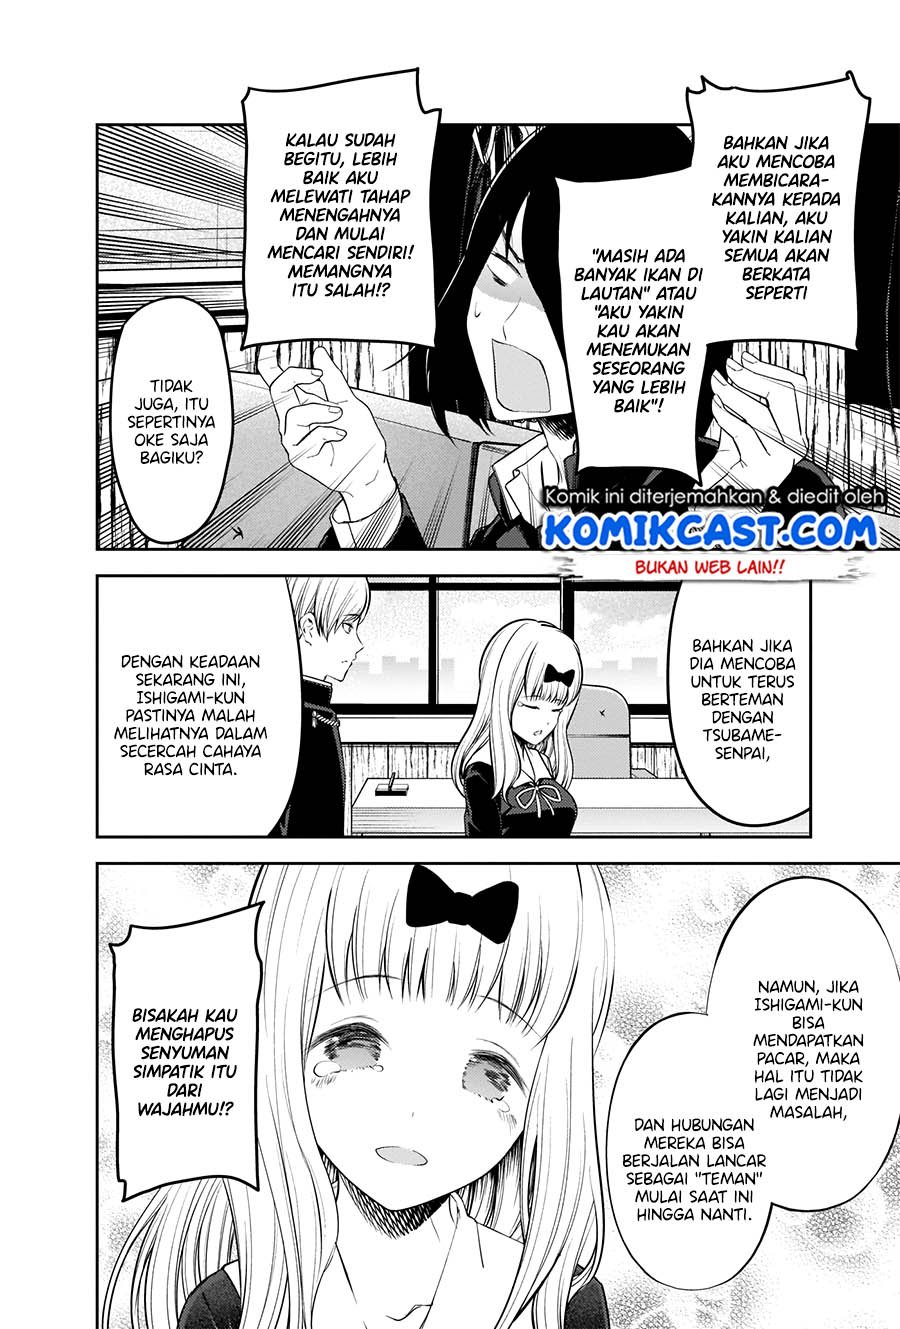 BAHKAN JIKA
AKU MENCOBA
MEMBICARA-
KANNYA KEPADA
KALIAN, AKU
YAKIN KALIAN
SEMUA AKAN
BERKATA
SEPERTI
"MASIH ADA
BANYAK IKAN DI
LAUTAN" ATAU
"AKU YAKIN
KAU AKAN
MENEMUKAN
SESEORANG
YANG LEBIH
BAIK"!
KALAU SUDAH
BEGITU, LEBIH
BAIK AKU
MELEWATI TAHAP
MENENGAHNYA
DAN MULAI
MENCARI SENDIRI!
MEMANGNYA
ITU SALAH!?
TIDAK
JUGA, ITU
SEPERTINYA
OKE SAJA
BAGIKU?
Komik ini diterjemahkan & diedit oleh
KOMIKCAST.COM
BUKAN WEB LAIN!!
BAHKAN JIKA
DIA MENCOBA
UNTUK TERUS
BERTEMAN
DENGAN
TSUBAME-
SENPAI,
DENGAN KEADAAN
SEKARANG INI,
ISHIGAMI-KUN
PASTINYA MALAH
MELIHATNYA DALAM
SECERCAH CAHAYA
RASA CINTA.
NAMUN, JIKA
ISHIGAMI-KUN
BISA
MENDAPATKAN
PACAR, MAKA
HAL ITU TIDAK
LAGI MENJADI
MASALAH,
DAN HUBUNGAN
MEREKA BISA
BERJALAN LANCAR
SEBAGAI "TEMAN"
MULAI SAAT INI
HINGGA NANTI.
BISAKAH KAU
MENGHAPUS
SENYUMAN
SIMPATIK ITU
DARI
WAJAHMU!?